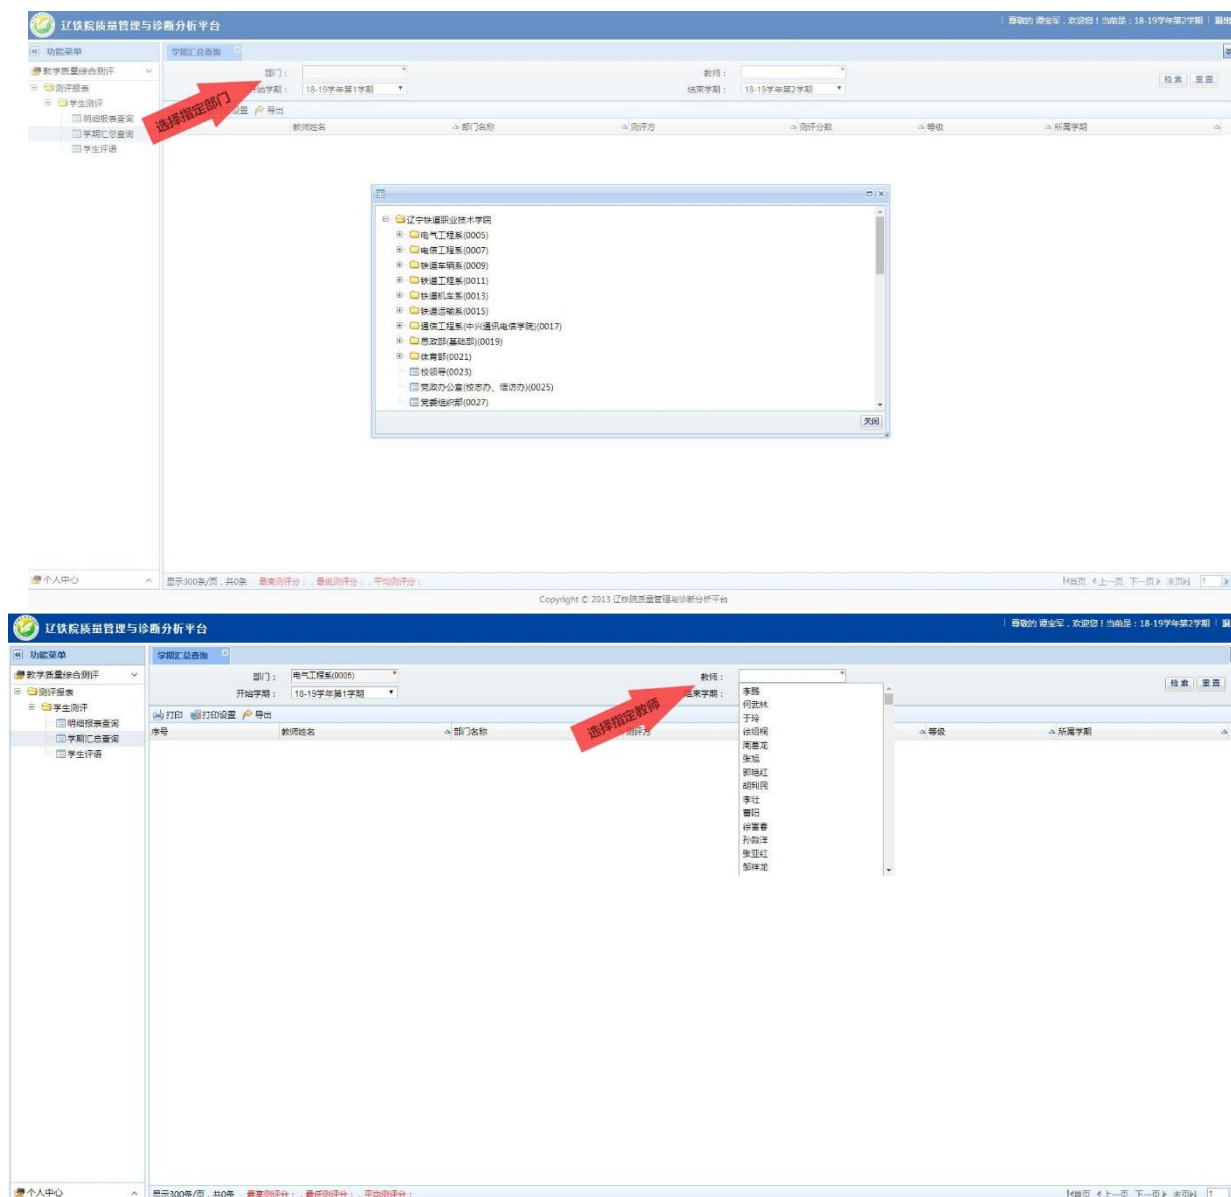 辽铁院质量管理与诊断分析平台
尊敬的 谭宝军，欢迎您！当前是：18-19学年第2学期
功能菜单
学期汇总查询
教学质量综合测评
部门：
教师：
检索 重置
测评报表
开始学期： 18-19学年第1学期
结束学期： 18-19学年第2学期
学生测评
选择指定部门
设置 导出
明细报表查询
教师姓名 部门名称 测评方 测评分数 等级 所属学期
学期汇总查询
学生评语
辽宁铁道职业技术学院
电气工程系(0005)
电信工程系(0007)
铁道车辆系(0009)
铁道工程系(0011)
铁道机车系(0013)
铁道运输系(0015)
通信工程系(中兴通讯电信学院)(0017)
思政部(基础部)(0019)
体育部(0021)
校领导(0023)
党政办公室(校志办、信访办)(0025)
党委组织部(0027)
关闭
个人中心
显示300条/页，共0条 最高测评分：，最低测评分：，平均测评分：
首页 上一页 下一页 末页 1
Copyright © 2013 辽铁院质量管理与诊断分析平台
辽铁院质量管理与诊断分析平台
尊敬的 谭宝军，欢迎您！当前是：18-19学年第2学期
功能菜单
学期汇总查询
教学质量综合测评
部门： 电气工程系(0005) *
教师： *
检索 重置
测评报表
开始学期： 18-19学年第1学期
结束学期：
学生测评
选择指定教师
打印 打印设置 导出
明细报表查询
序号 教师姓名 部门名称 测评方 等级 所属学期
学期汇总查询
学生评语
李鹏
何武林
于玲
周惠龙
张旭
郭艳红
胡利民
李壮
曹阳
徐富春
张亚红
邹祥龙
个人中心
显示300条/页，共0条 最高测评分：，最低测评分：，平均测评分：
首页 上一页 下一页 末页 1